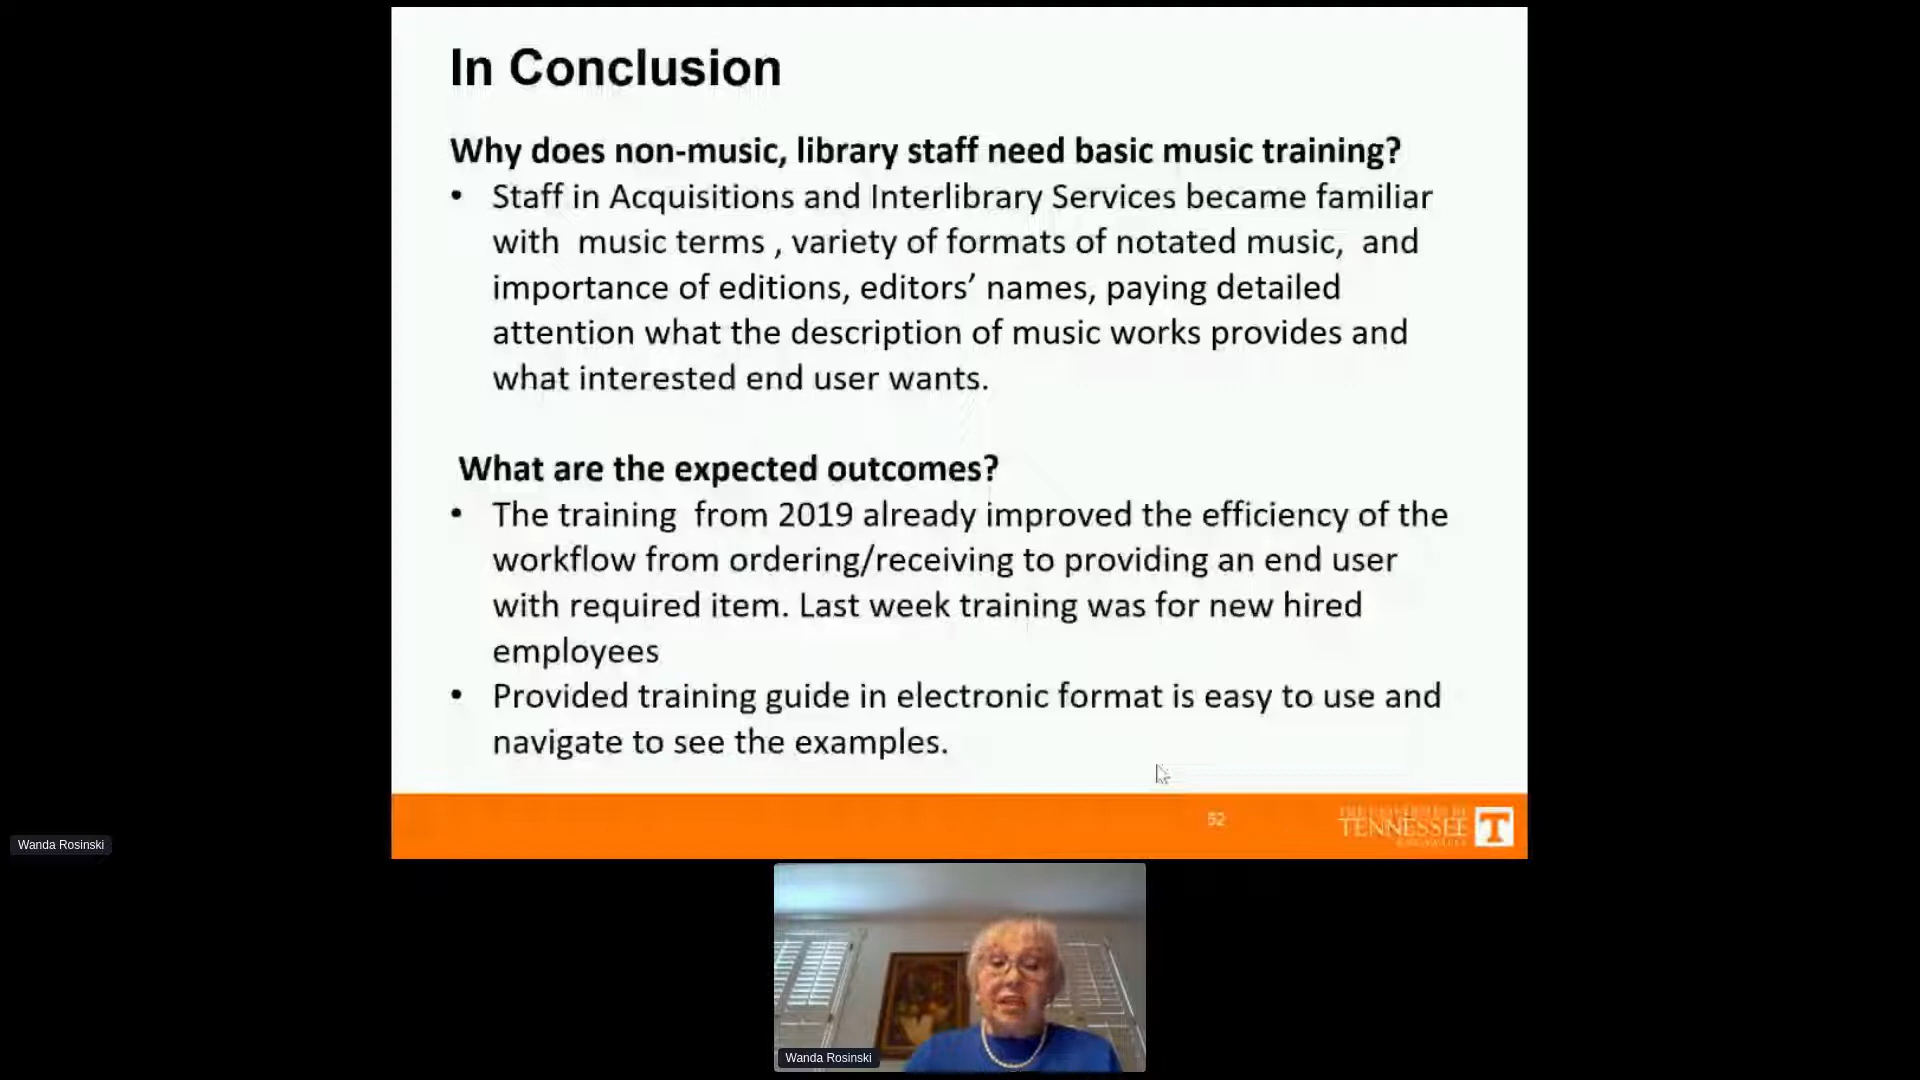 In Conclusion
Why does non-music, library staff need basic music training?
• Staff in Acquisitions and Interlibrary Services became familiar
with music terms , variety of formats of notated music, and
importance of editions, editors’ names, paying detailed
attention what the description of music works provides and
what interested end user wants.
What are the expected outcomes?
• The training from 2019 already improved the efficiency of the
workflow from ordering/receiving to providing an end user
with required item. Last week training was for new hired
employees
• Provided training guide in electronic format is easy to use and
navigate to see the examples.
52
THE UNIVERSITY OF
TENNESSEE
T
Wanda Rosinski
Wanda Rosinski